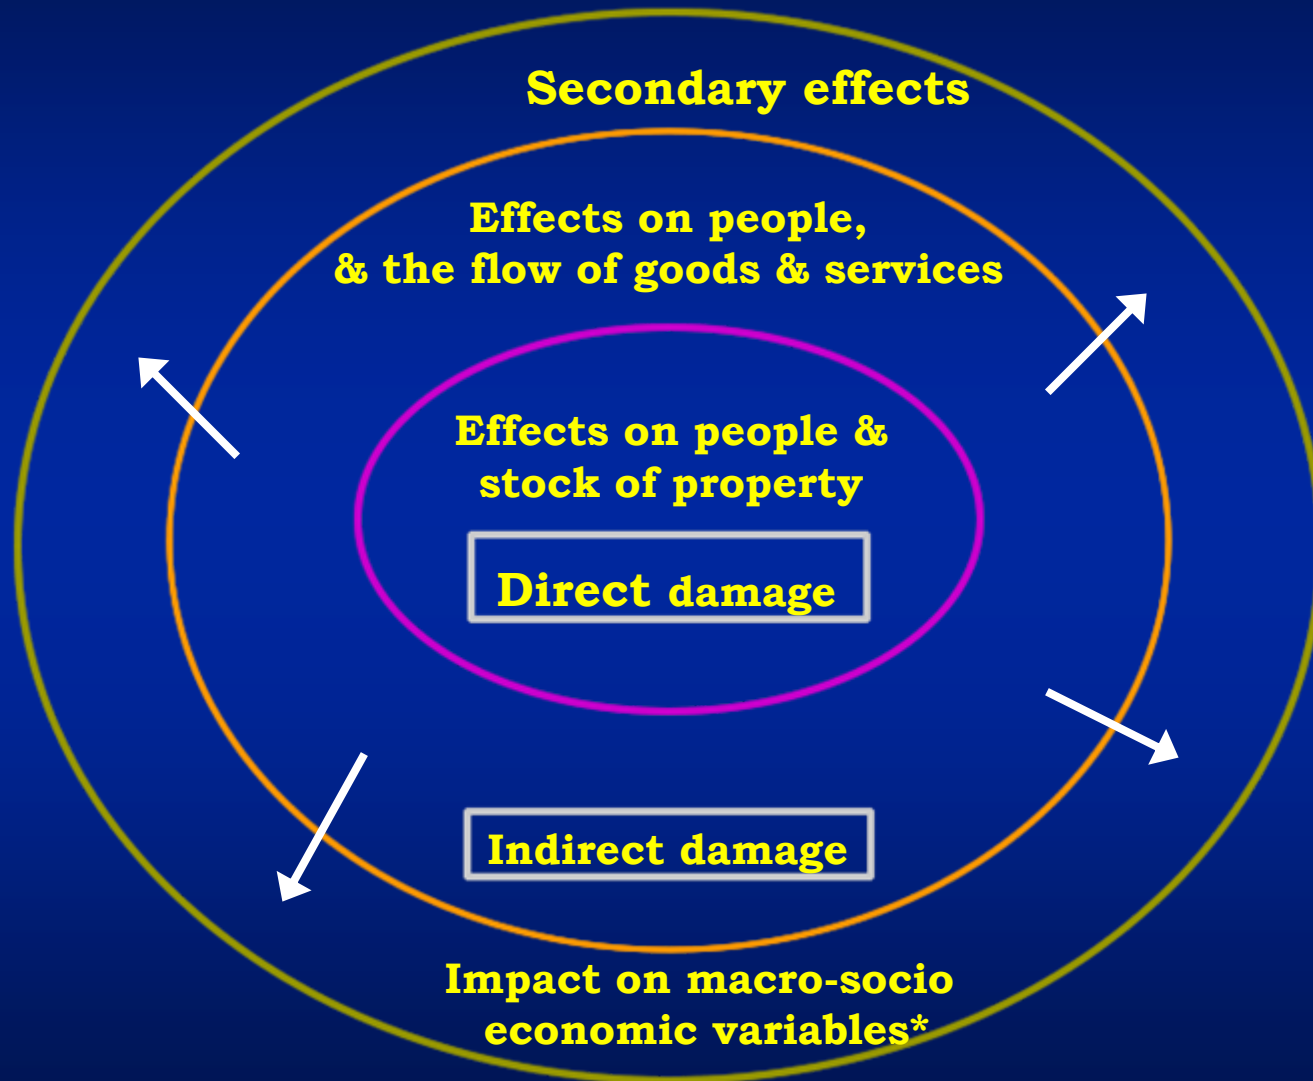 Secondary effects
Effects on people,
& the flow of goods & services
Effects on people &
stock of property
Direct damage
Indirect damage
Impact on macro-socio
economic variables*